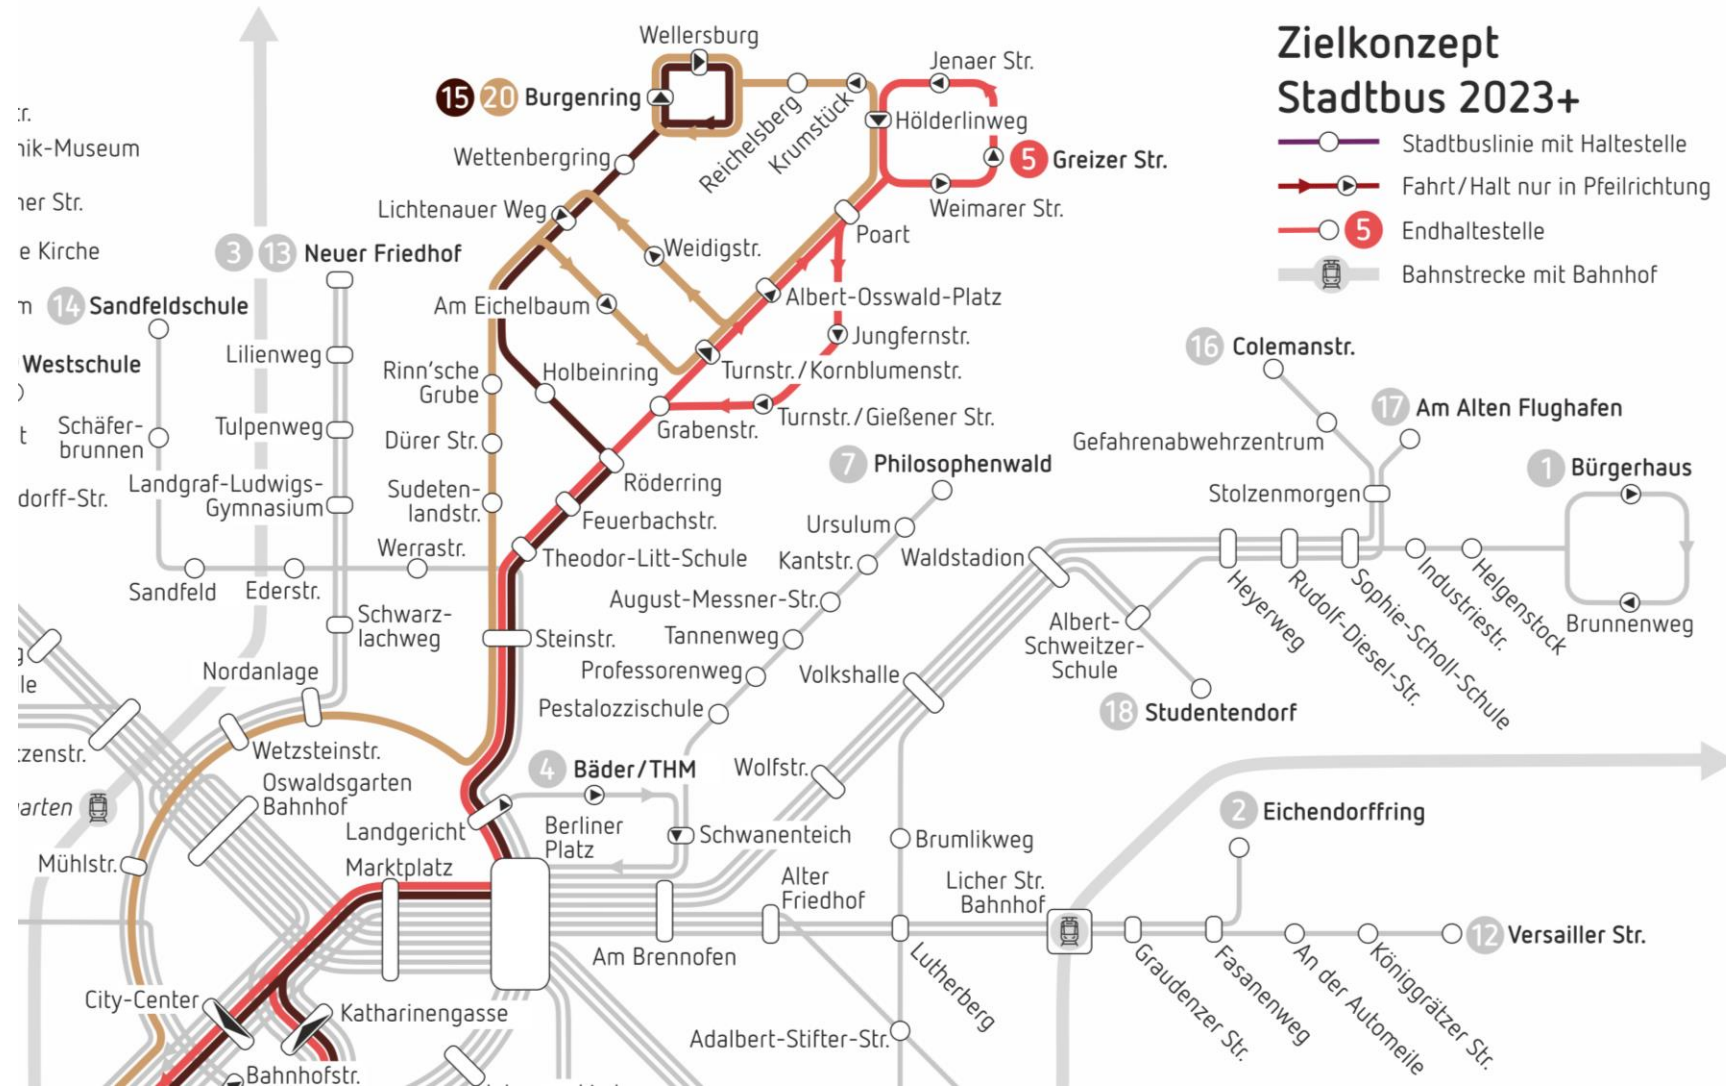 Zielkonzept
Stadtbus 2023+
Stadtbuslinie mit Haltestelle
Fahrt/Halt nur in Pfeilrichtung
5 Endhaltestelle
Bahnstrecke mit Bahnhof
Wellersburg
15 20 Burgenring
Reichelsberg
Krumstück
Jenaer Str.
Hölderlinweg
5 Greizer Str.
Weimarer Str.
Wettenbergring
Lichtenauer Weg
Weidigstr.
Poart
Am Eichelbaum
Albert-Osswald-Platz
Jungfernstr.
Turnstr./Kornblumenstr.
Turnstr./Gießener Str.
Grabenstr.
Holbeinring
Rinn'sche
Grube
Dürer Str.
Sudeten-
landstr.
Röderring
Feuerbachstr.
Theodor-Litt-Schule
Werrastr.
Steinstr.
nik-Museum
Str.
Kirche
3 13 Neuer Friedhof
14 Sandfeldschule
Westschule
Lilienweg
Tulpenweg
Schäfer-
brunnen
Landgraf-Ludwigs-
Gymnasium
dorff-Str.
Sandfeld
Ederstr.
Schwarz-
lachweg
Nordanlage
Wetzsteinstr.
Oswaldsgarten
Bahnhof
tzenstr.
garten
Mühlstr.
Landgericht
Marktplatz
City-Center
Katharinengasse
Bahnhofstr.
4 Bäder/THM
Berliner
Platz
Schwanenteich
7 Philosophenwald
Ursulum
Kantstr.
August-Messner-Str.
Tannenweg
Professorenweg
Pestalozzischule
Waldstadion
Volkshalle
Wolfstr.
16 Colemanstr.
17 Am Alten Flughafen
Gefahrenabwehrzentrum
Stolzenmorgen
1 Bürgerhaus
Brunnenweg
Heyerweg
Rudolf-Diesel-Str.
Sophie-Scholl-Schule
Industriestr.
Helgenstock
Albert-
Schweitzer-
Schule
18 Studentendorf
2 Eichendorffring
Brumlikweg
Alter
Friedhof
Licher Str.
Bahnhof
Am Brennofen
Lutherberg
Adalbert-Stifter-Str.
Graudenzer Str.
Fasanenweg
An der Automeile
Königgrätzer Str.
12 Versailler Str.